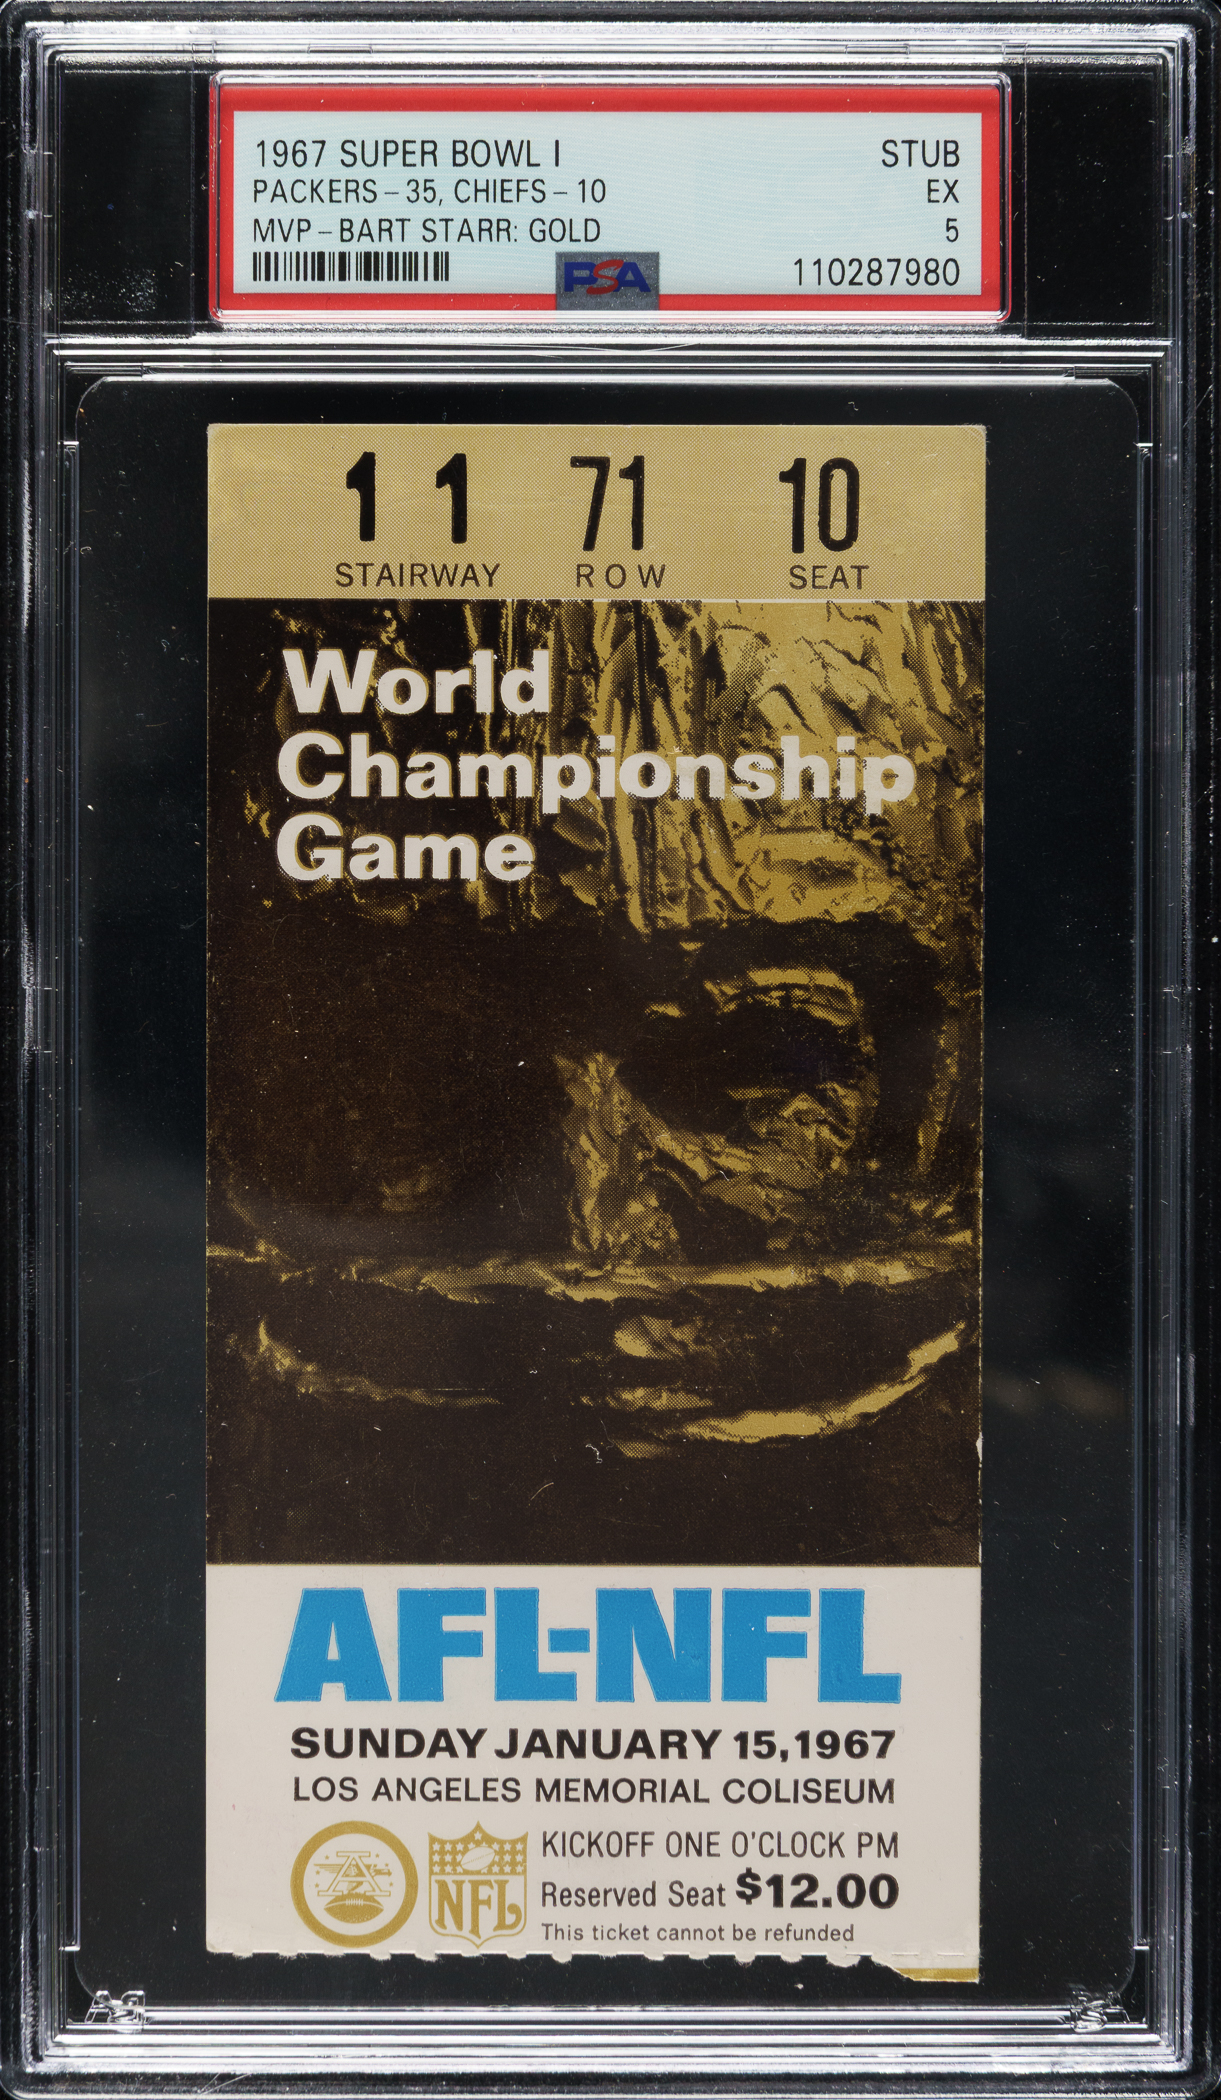 1967 SUPER BOWL I STUB
PACKERS - 35, CHIEFS - 10 EX
MVP - BART STARR: GOLD 5
PSA 110287980
11 71 10
STAIRWAY ROW SEAT
World
Championship
Game
AFL-NFL
SUNDAY JANUARY 15, 1967
LOS ANGELES MEMORIAL COLISEUM
KICKOFF ONE O'CLOCK PM
NFL Reserved Seat $12.00
This ticket cannot be refunded